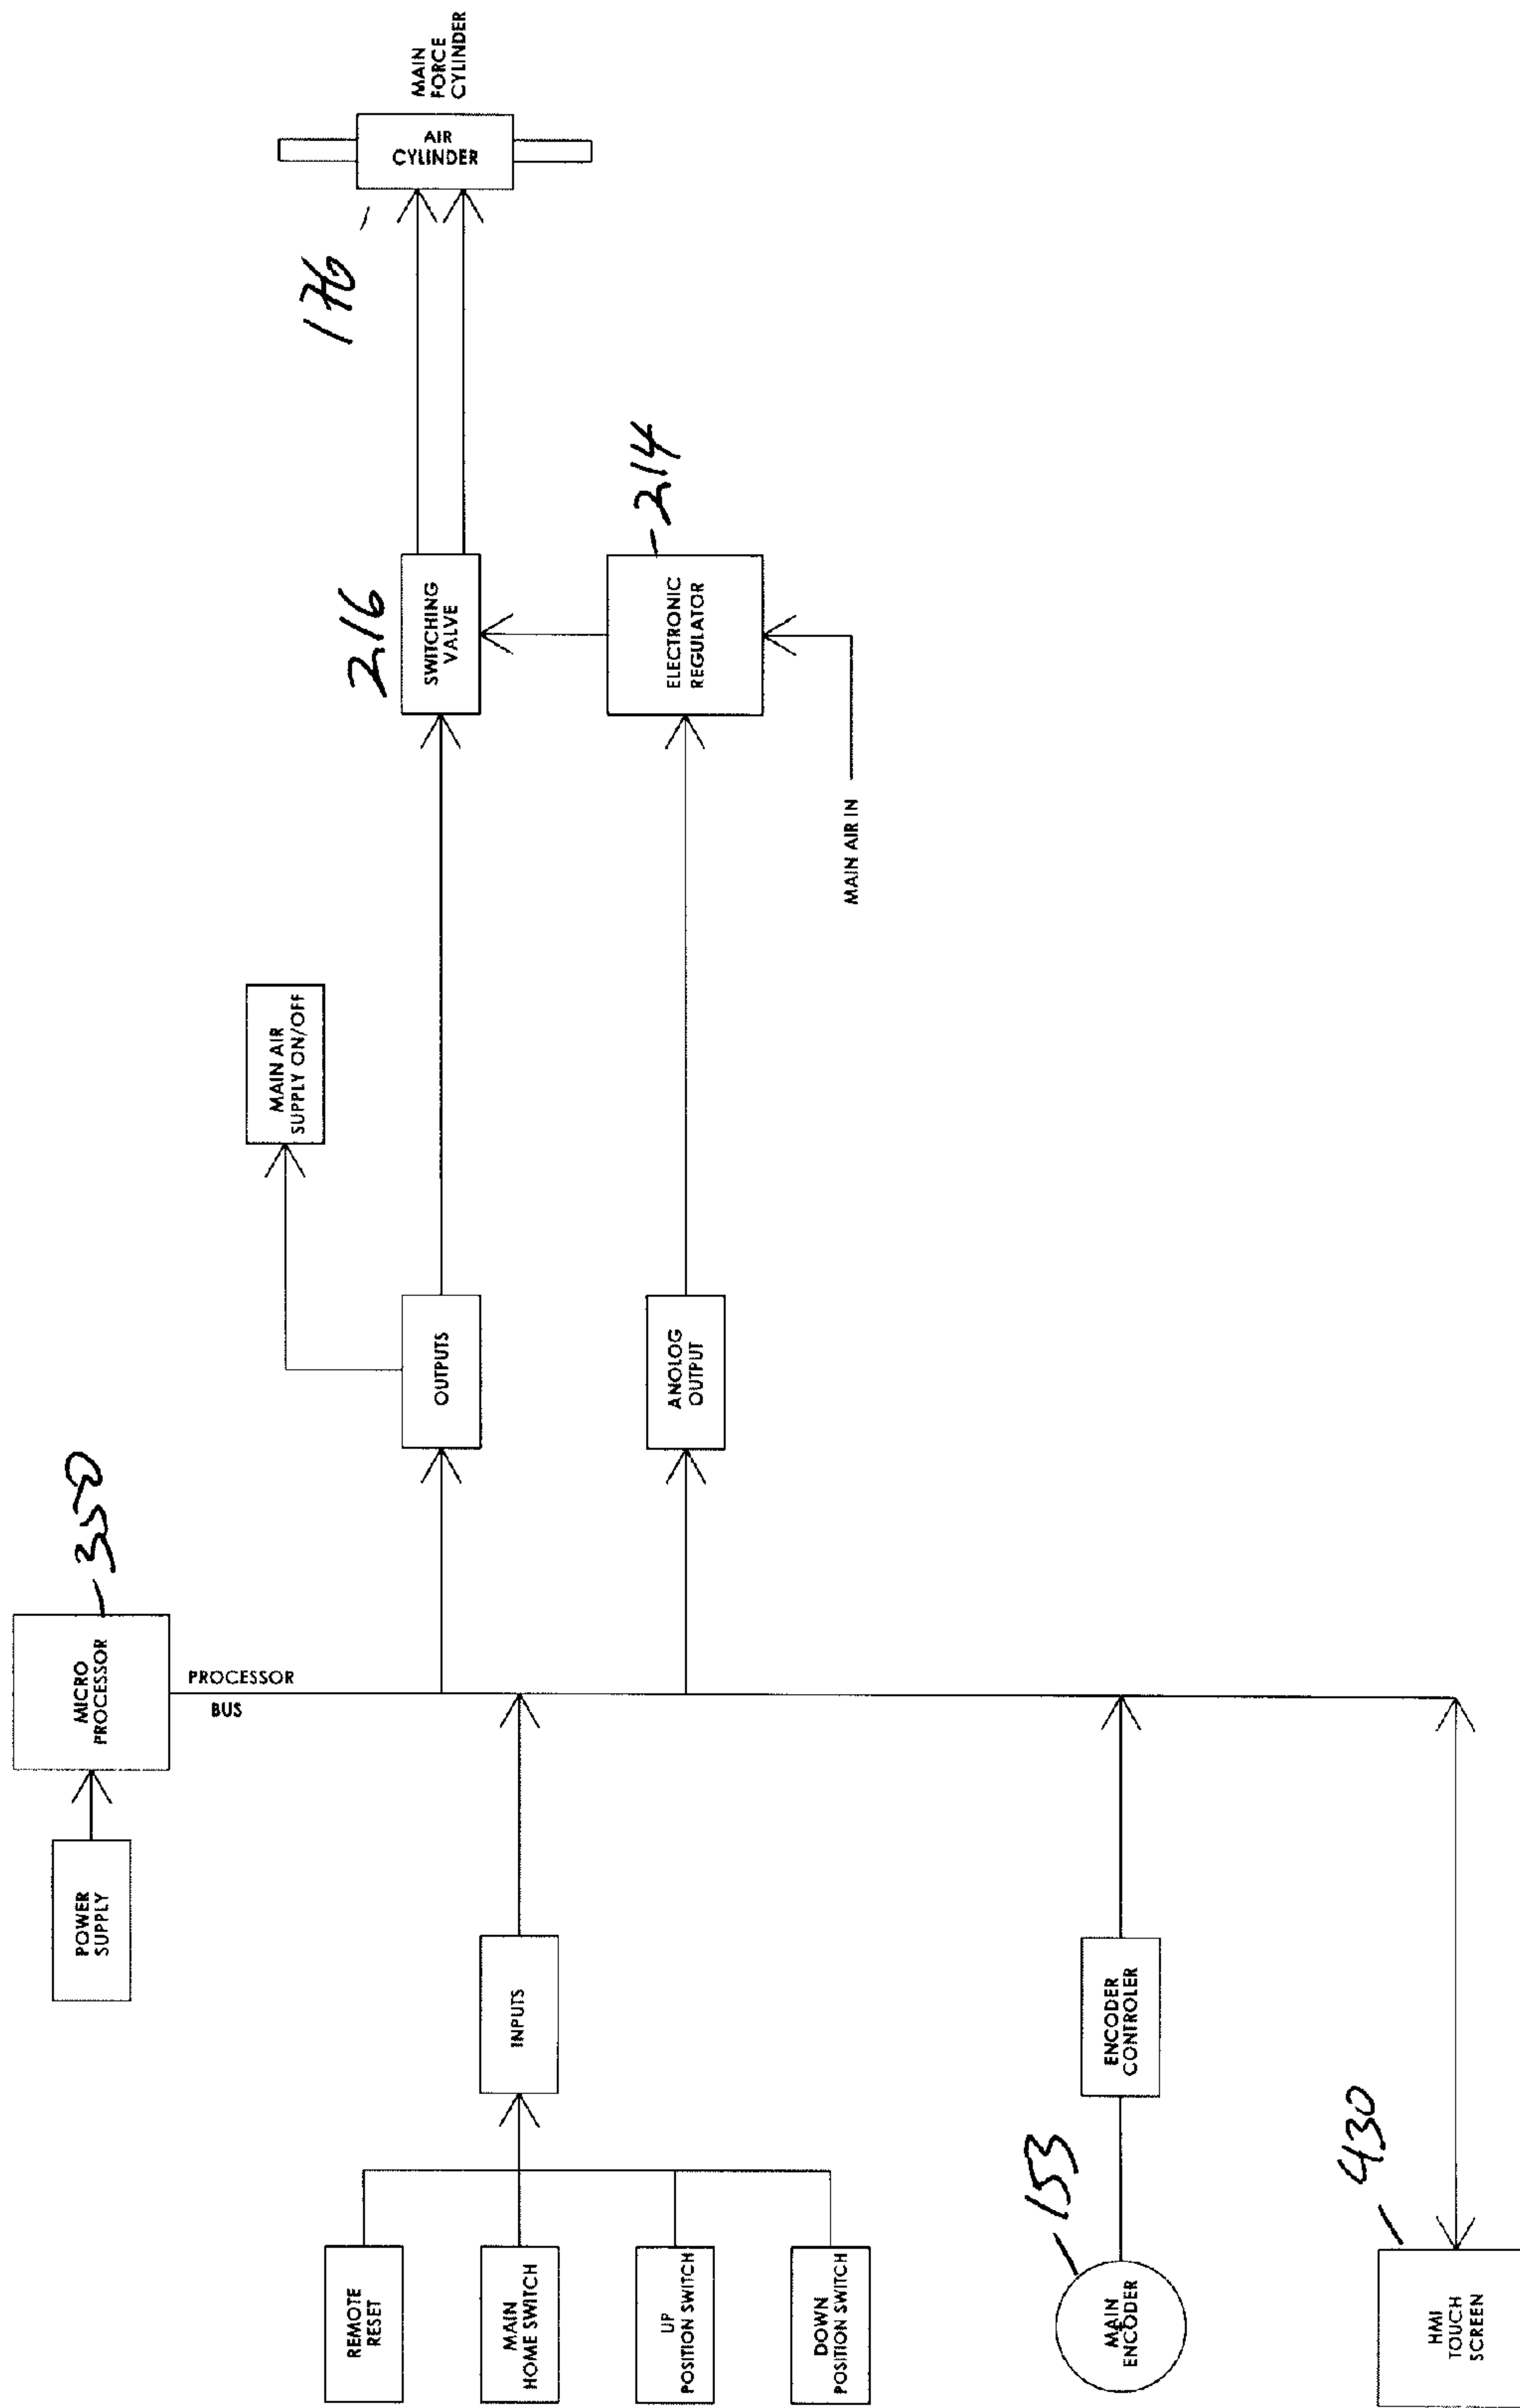 POWER
SUPPLY
MICRO
PROCESSOR
350
PROCESSOR
BUS
MAIN AIR
SUPPLY ON/OFF
OUTPUTS
216
SWITCHING
VALVE
176
AIR
CYLINDER
MAIN
FORCE
CYLINDER
REMOTE
RESET
MAIN
HOME SWITCH
UP
POSITION SWITCH
DOWN
POSITION SWITCH
INPUTS
ANOLOG
OUTPUT
ELECTRONIC
REGULATOR
214
MAIN AIR IN
MAIN
ENCODER
153
ENCODER
CONTROLER
HMI
TOUCH
SCREEN
430